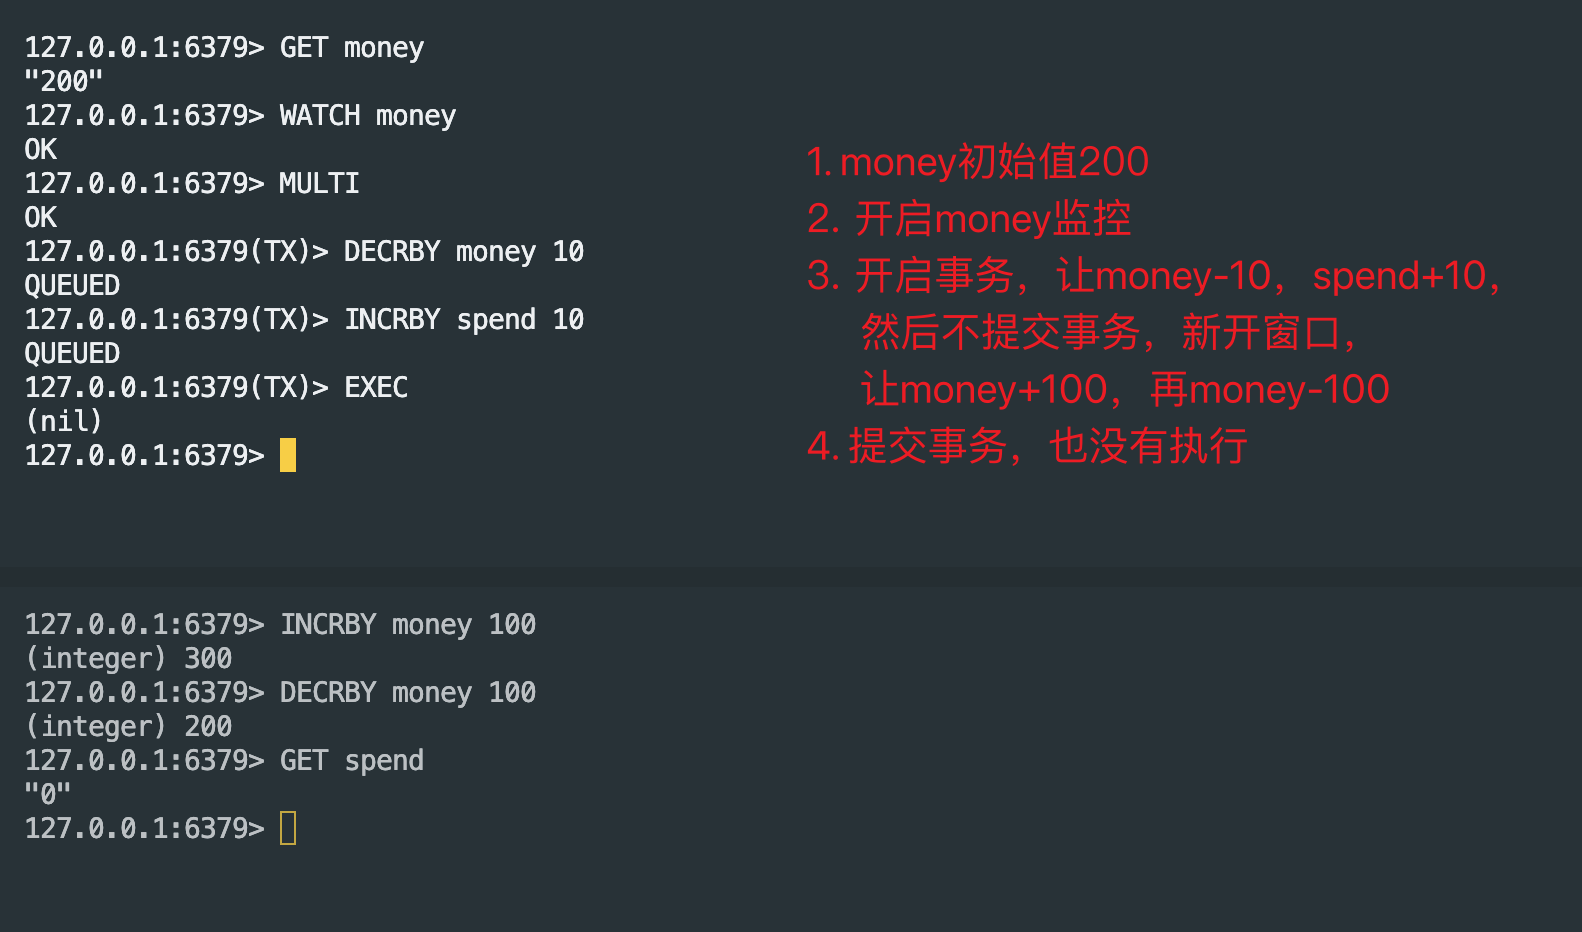 127.0.0.1:6379> GET money
"200"
127.0.0.1:6379> WATCH money
OK
127.0.0.1:6379> MULTI
OK
127.0.0.1:6379(TX)> DECRBY money 10
QUEUED
127.0.0.1:6379(TX)> INCRBY spend 10
QUEUED
127.0.0.1:6379(TX)> EXEC
(nil)
127.0.0.1:6379>
1. money初始值200
2. 开启money监控
3. 开启事务，让money-10，spend+10，
然后不提交事务，新开窗口，
让money+100，再money-100
4. 提交事务，也没有执行
127.0.0.1:6379> INCRBY money 100
(integer) 300
127.0.0.1:6379> DECRBY money 100
(integer) 200
127.0.0.1:6379> GET spend
"0"
127.0.0.1:6379>